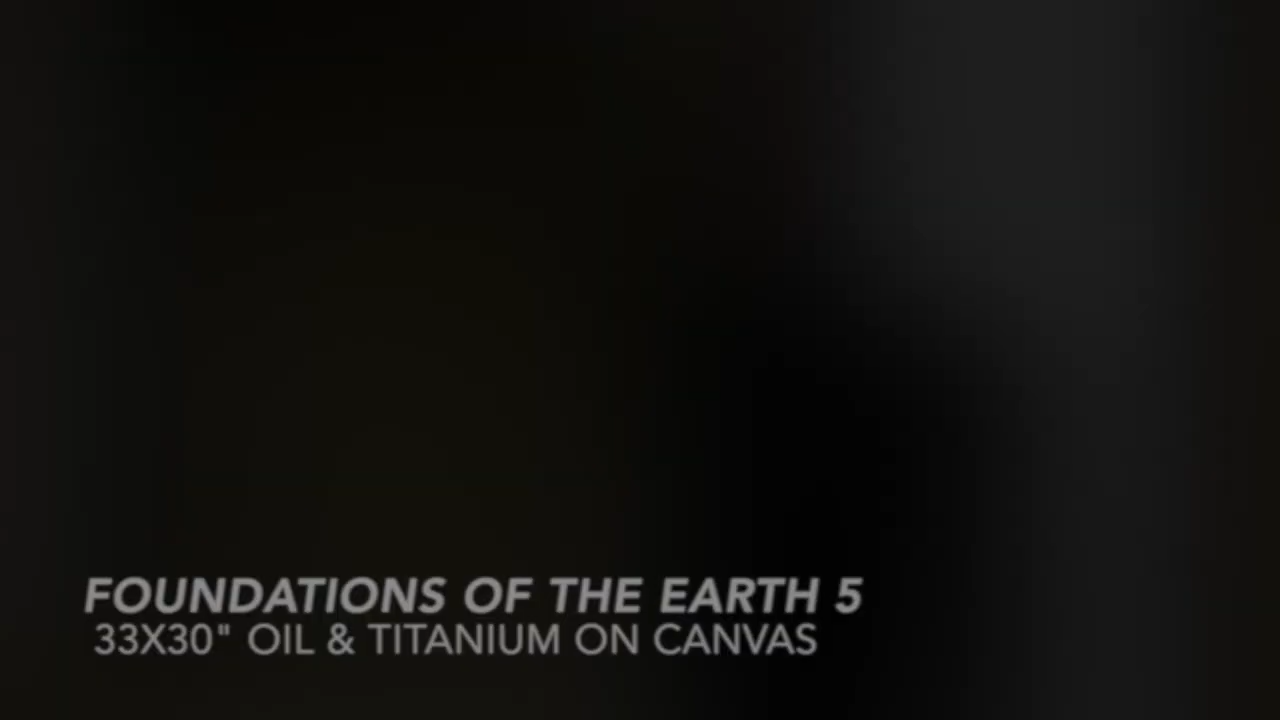 FOUNDATIONS OF THE EARTH 5
33X30" OIL & TITANIUM ON CANVAS